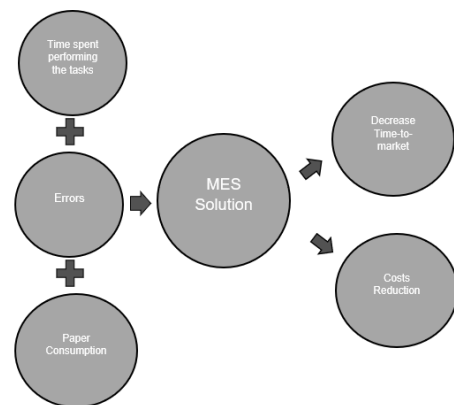 Time spent
performing
the tasks
Errors
Paper
Consumption
MES
Solution
Decrease
Time-to-
market
Costs
Reduction